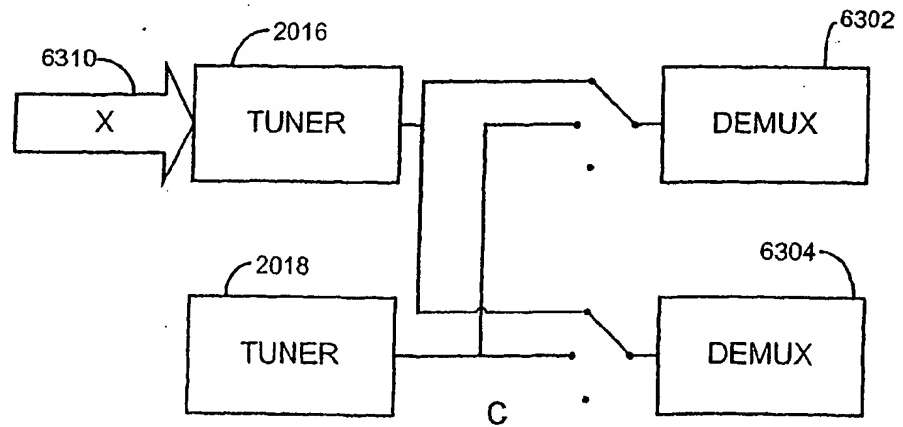 6310
2016
6302
X
TUNER
DEMUX
2018
6304
TUNER
DEMUX
C